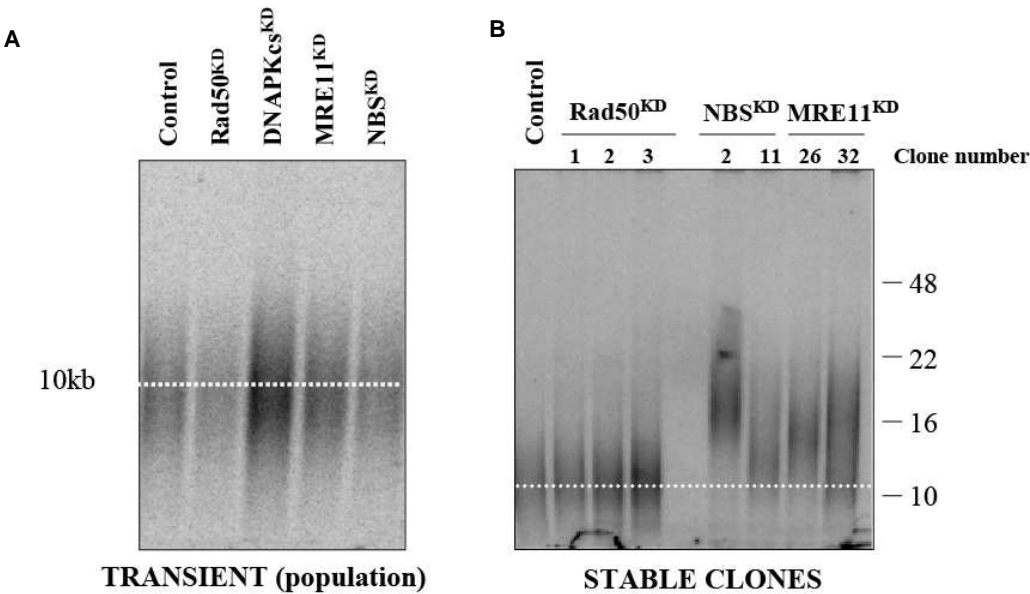 A
Control
Rad50KD
DNAPKcsKD
MRE11KD
NBSKD
10kb
TRANSIENT (population)
B
Control
Rad50KD
NBSKD
MRE11KD
1 2 3 2 11 26 32 Clone number
48
22
16
10
STABLE CLONES